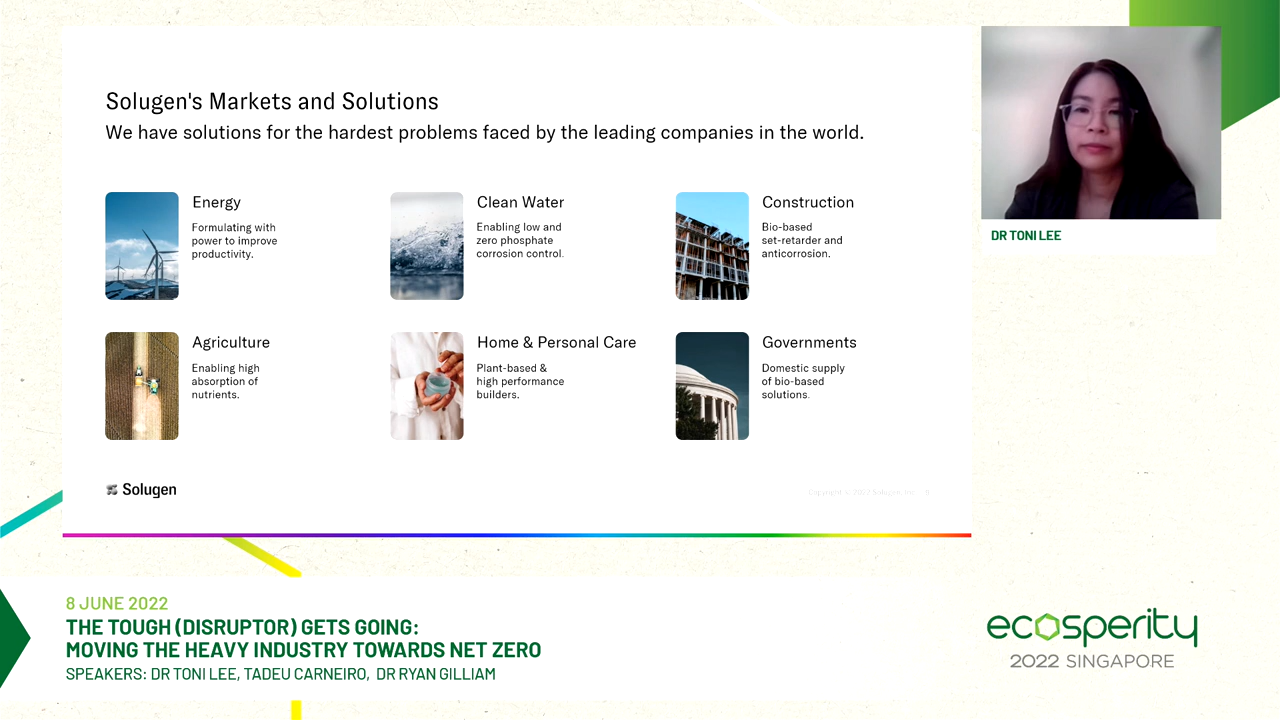 Solugen's Markets and Solutions
We have solutions for the hardest problems faced by the leading companies in the world.
Energy
Formulating with
power to improve
productivity.
Clean Water
Enabling low and
zero phosphate
corrosion control.
Construction
Bio-based
set-retarder and
anticorrosion.
Agriculture
Enabling high
absorption of
nutrients.
Home & Personal Care
Plant-based &
high performance
builders.
Governments
Domestic supply
of bio-based
solutions.
Solugen
DR TONI LEE
8 JUNE 2022
THE TOUGH (DISRUPTOR) GETS GOING:
MOVING THE HEAVY INDUSTRY TOWARDS NET ZERO
SPEAKERS: DR TONI LEE, TADEU CARNEIRO, DR RYAN GILLIAM
ecosperity
2022 SINGAPORE